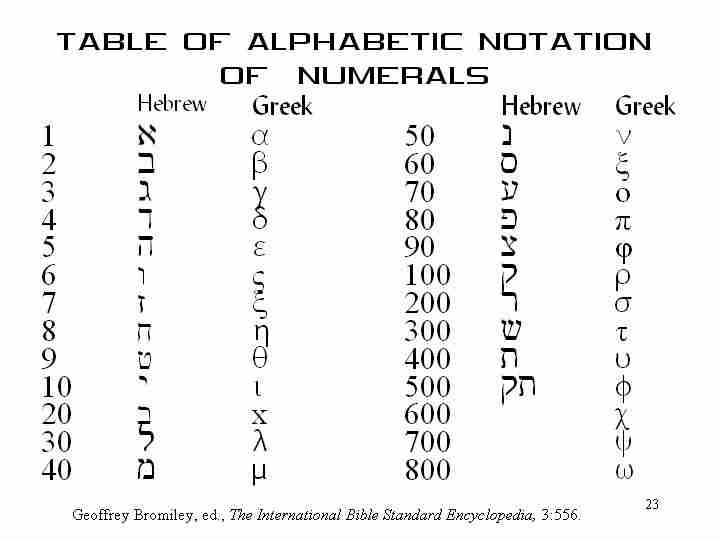 TABLE OF ALPHABETIC NOTATION
OF NUMERALS
Hebrew Greek Hebrew Greek
1 א α 50 נ ν
2 ב β 60 ס ξ
3 ג γ 70 ע ο
4 ד δ 80 פ π
5 ה ε 90 צ φ
6 ו ς 100 ק ρ
7 ז ξ 200 ר σ
8 ח η 300 ש τ
9 ט θ 400 ת υ
10 י ι 500 תק ϕ
20 ב x 600 χ
30 ל λ 700 ψ
40 מ μ 800 ω
Geoffrey Bromiley, ed., The International Bible Standard Encyclopedia, 3:556.
23